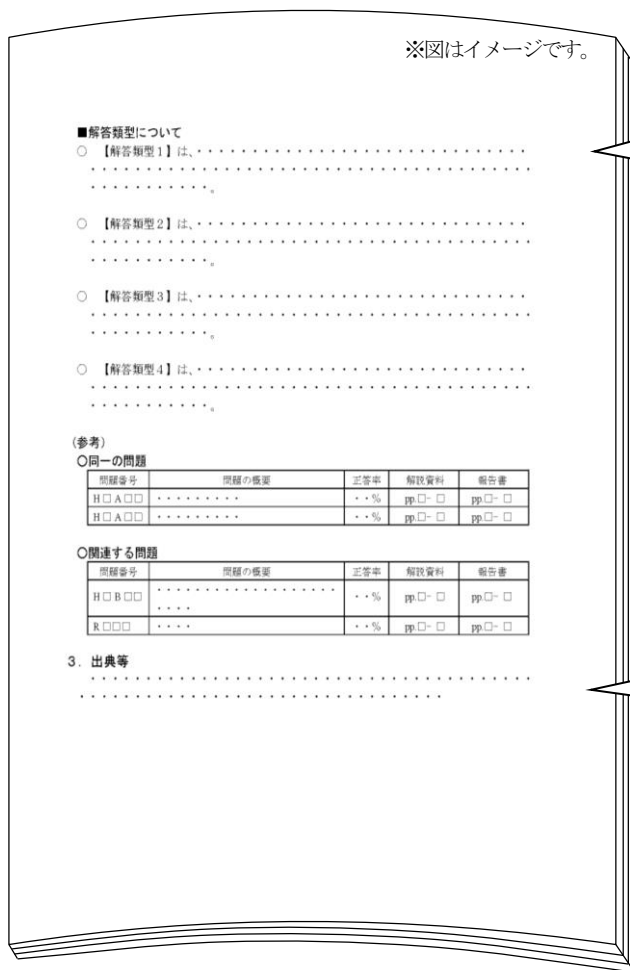 ※図はイメージです。
■解答類型について
○ 【解答類型1】は、・・・・・・・・・・・・・・・・・・・・・・・・・・・・・・・
・・・・・・・・・・・・・・・・・・・・・・・・・・・・・・・・・・・・・・・・・
・・・・・・・・・・・。
○ 【解答類型2】は、・・・・・・・・・・・・・・・・・・・・・・・・・・・・・・・
・・・・・・・・・・・・・・・・・・・・・・・・・・・・・・・・・・・・・・・・・
・・・・・・・・・・・。
○ 【解答類型3】は、・・・・・・・・・・・・・・・・・・・・・・・・・・・・・・・
・・・・・・・・・・・・・・・・・・・・・・・・・・・・・・・・・・・・・・・・・
・・・・・・・・・・・。
○ 【解答類型4】は、・・・・・・・・・・・・・・・・・・・・・・・・・・・・・・・
・・・・・・・・・・・・・・・・・・・・・・・・・・・・・・・・・・・・・・・・・
・・・・・・・・・・・。
(参考)
○同一の問題
問題番号 問題の概要 正答率 解説資料 報告書
H□A□□ ・・・・・・・・・ ・・% pp.□-□ pp.□-□
H□A□□ ・・・・・・・・・ ・・% pp.□-□ pp.□-□
○関連する問題
問題番号 問題の概要 正答率 解説資料 報告書
H□B□□ ・・・・・・・・・・・・・・・・・・・ ・・% pp.□-□ pp.□-□
・・・・
R□□□ ・・・・ ・・% pp.□-□ pp.□-□
3. 出典等
・・・・・・・・・・・・・・・・・・・・・・・・・・・・・・・・・・・・・・・・・
・・・・・・・・・・・・・・・・・・・・・・・・・・・・・・・・・・